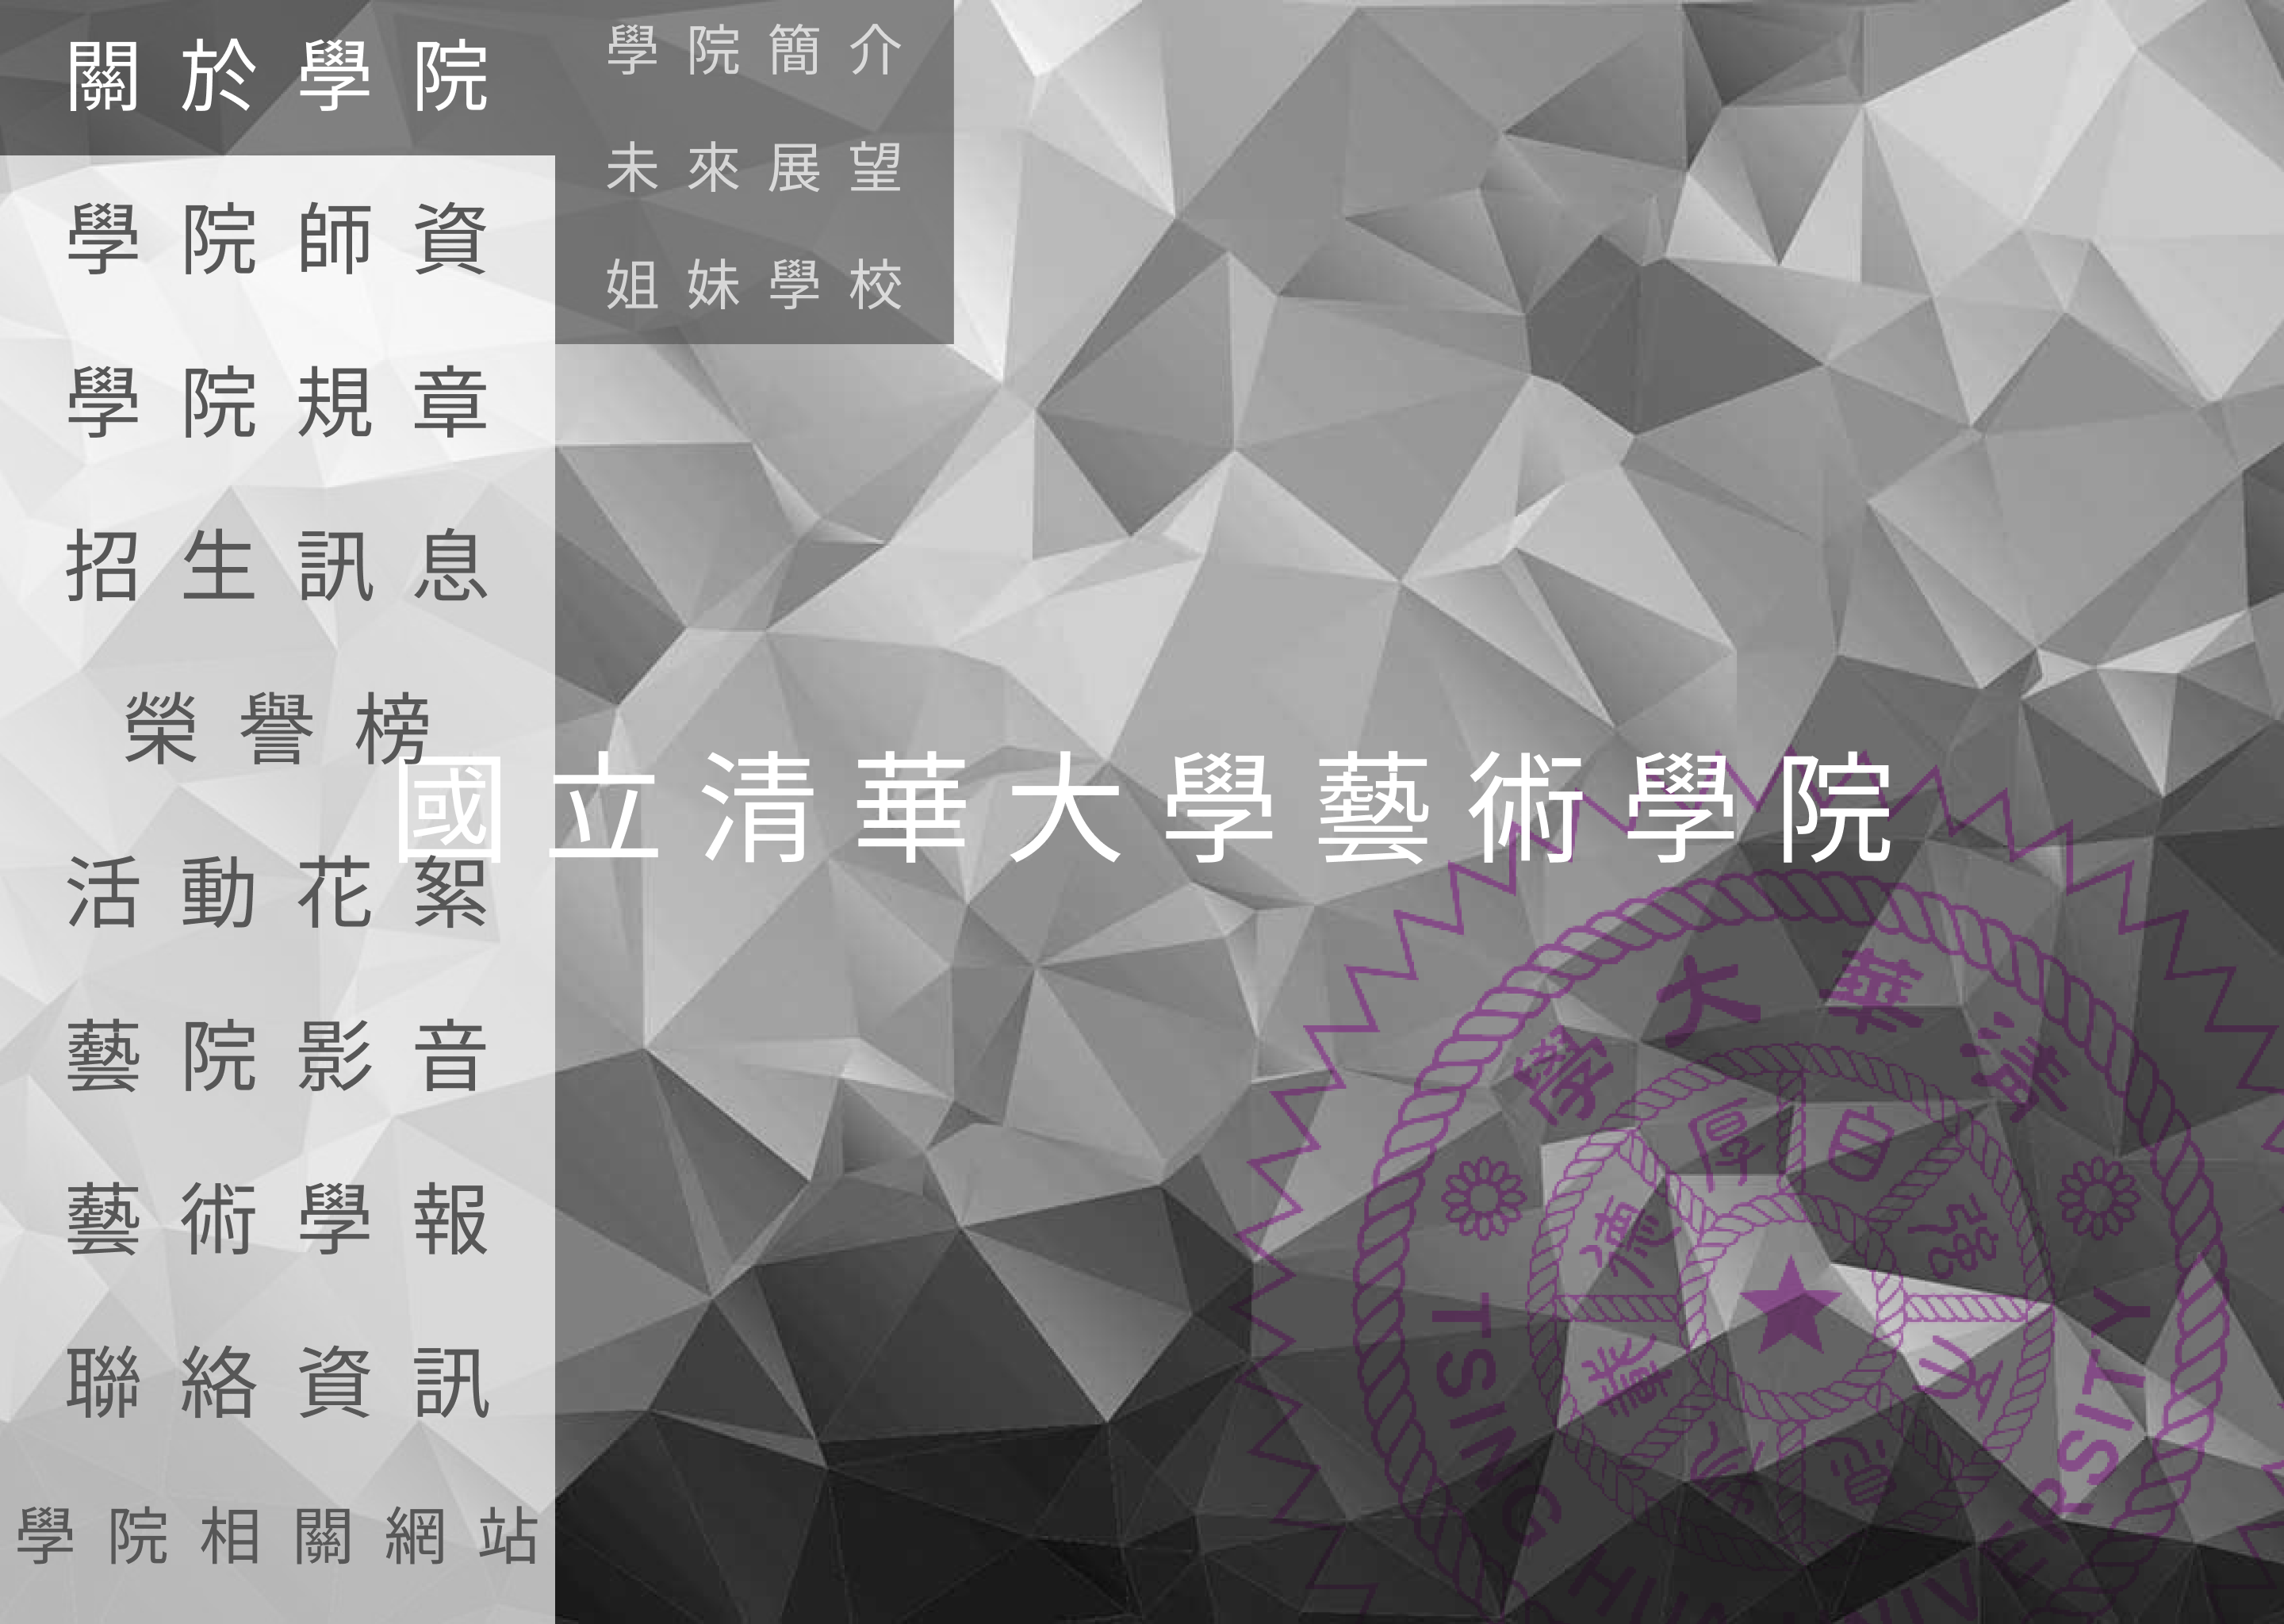 關於學院
學院簡介
未來展望
姐妹學校
學院師資
學院規章
招生訊息
榮譽榜
國立清華大學藝術學院
活動花絮
藝院影音
藝術學報
聯絡資訊
學院相關網站
學大華清
德厚自強
TSING HUA UNIVERSITY